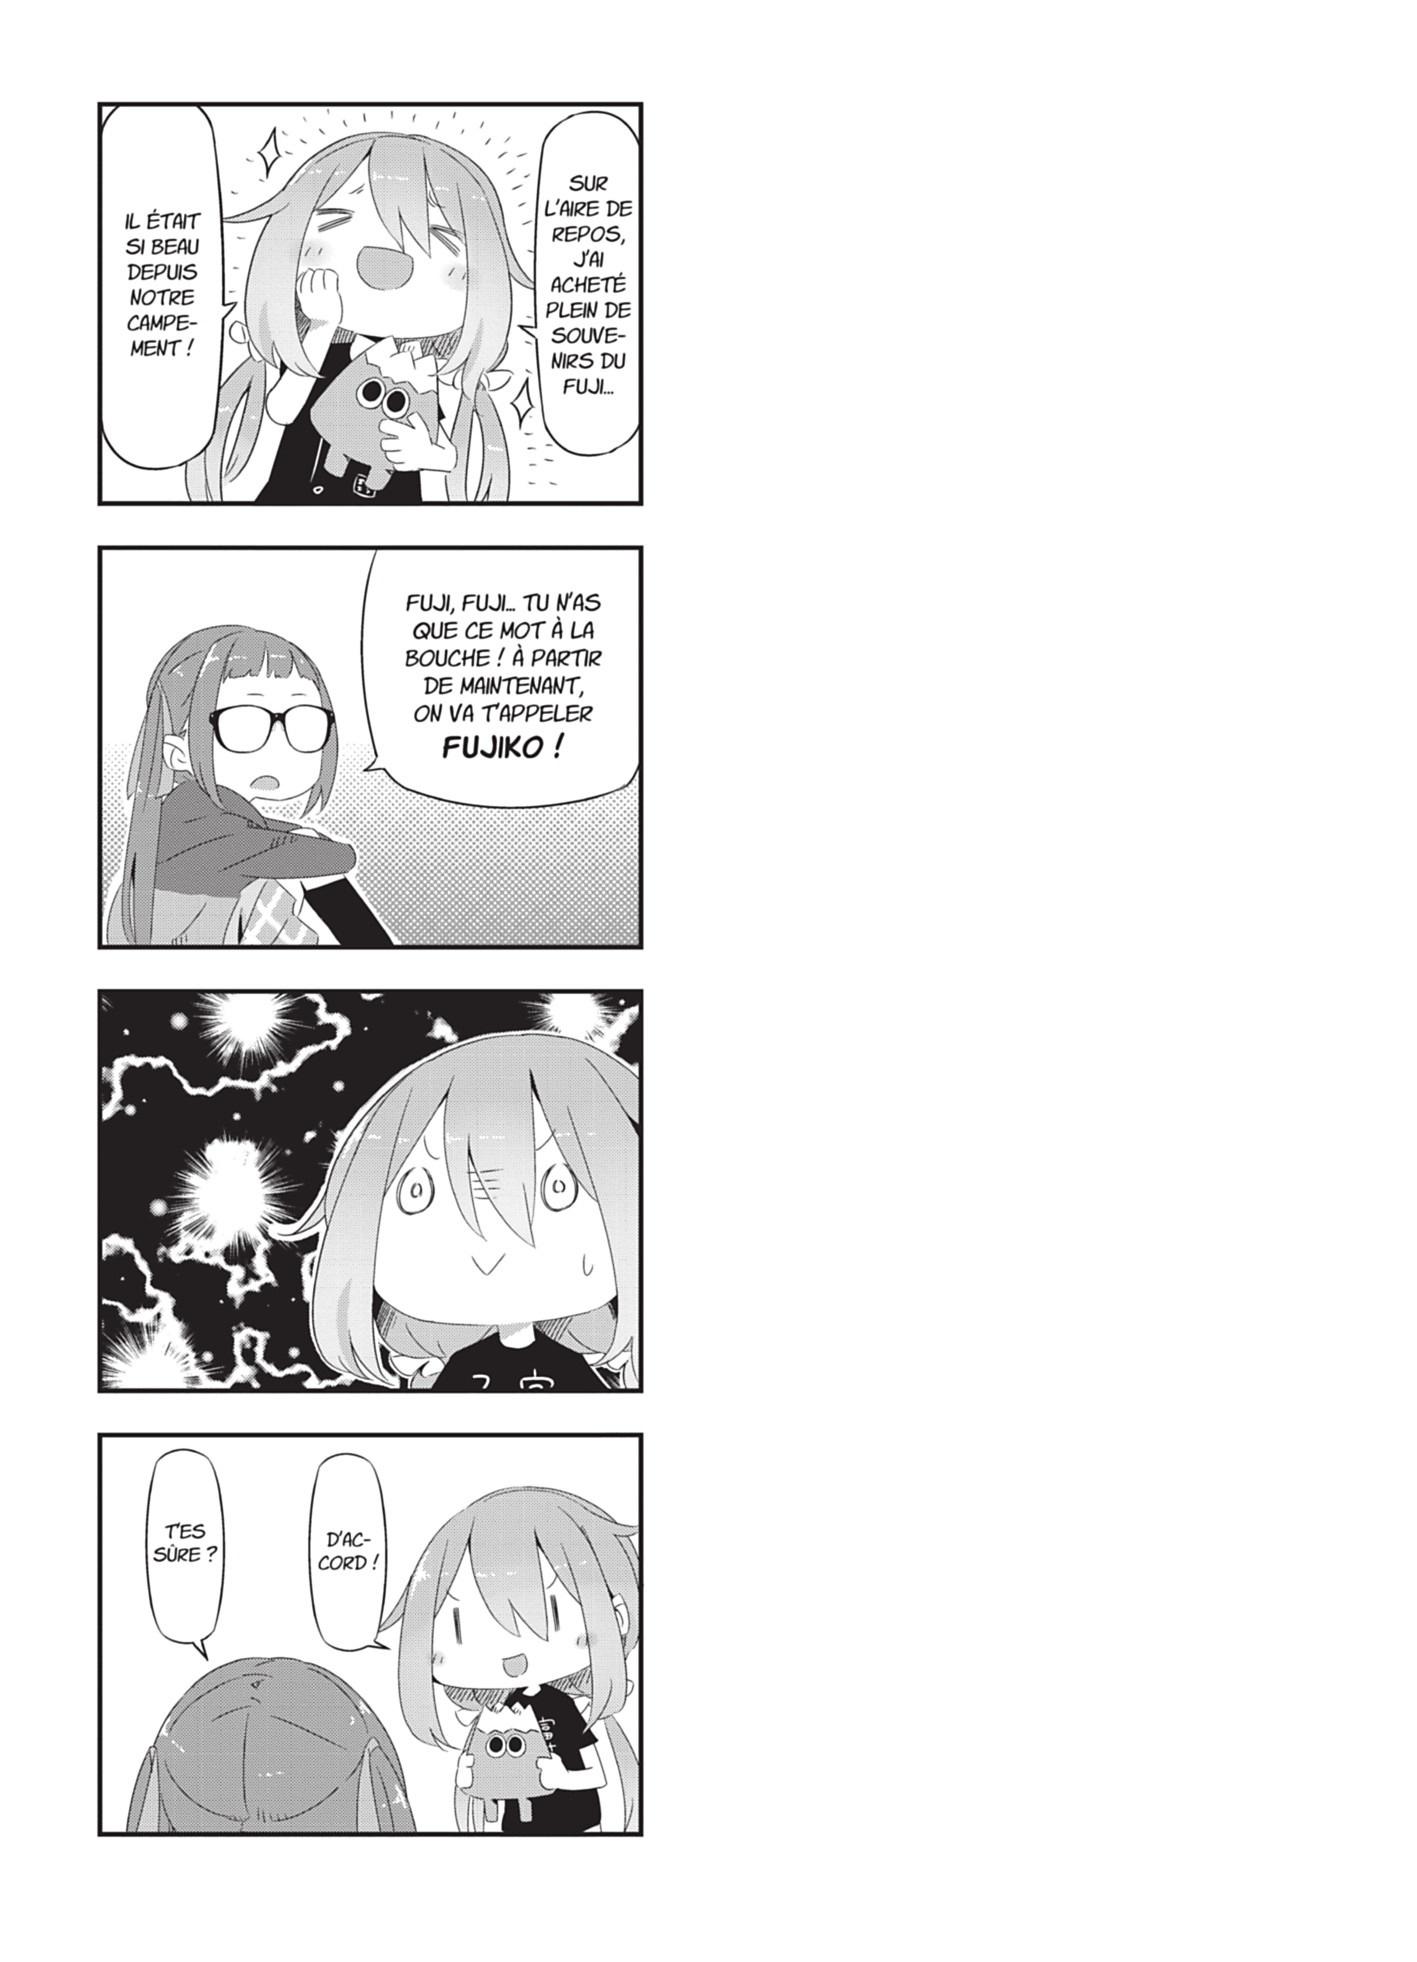 SUR
L'AIRE DE
REPOS,
J'AI
ACHETÉ
PLEIN DE
SOUVE-
NIRS DU
FUJI...
IL ÉTAIT
SI BEAU
DEPUIS
NOTRE
CAMPE-
MENT !
FUJI, FUJI... TU N'AS
QUE CE MOT À LA
BOUCHE ! À PARTIR
DE MAINTENANT,
ON VA T'APPELER
FUJIKO !
D'AC-
CORD !
T'ES
SÛRE ?